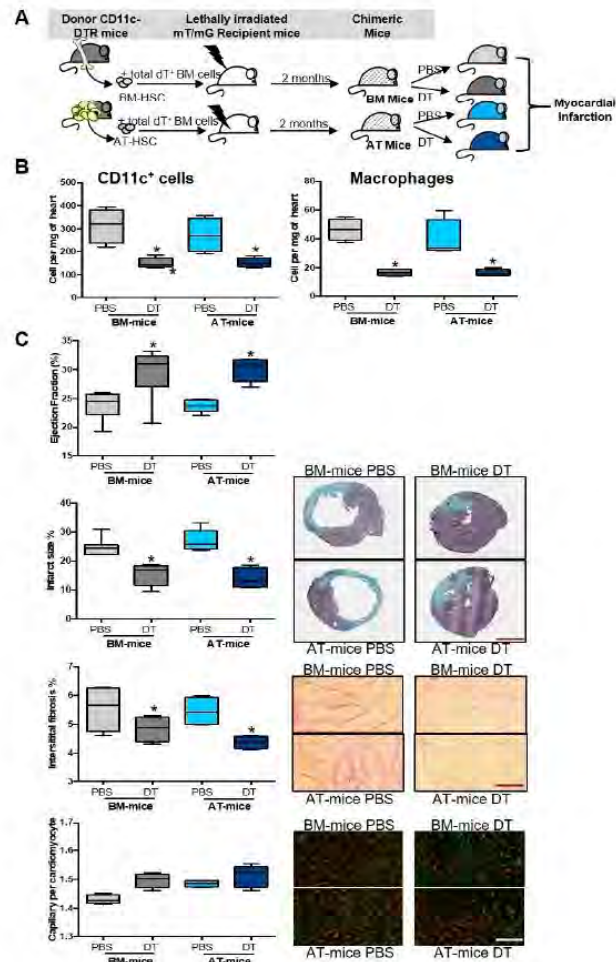 A
Donor CD11c- Lethally irradiated Chimeric
DTR mice mT/mG Recipient mice Mice
+ total dT+ BM cells
BM-HSC
2 months
BM Mice
PBS
DT
+ total dT+ BM cells
AT-HSC
2 months
AT Mice
PBS
DT
Myocardial
Infarction
B
CD11c+ cells
Cell per mg of heart
500
400
300
200
100
0
* * *
PBS DT PBS DT
BM-mice AT-mice
Macrophages
Cell per mg of heart
80
60
40
20
0
* *
PBS DT PBS DT
BM-mice AT-mice
C
Ejection Fraction (%)
35
30
25
20
15
* *
PBS DT PBS DT
BM-mice AT-mice
Infarct size %
40
30
20
10
0
* *
PBS DT PBS DT
BM-mice AT-mice
BM-mice PBS BM-mice DT
AT-mice PBS AT-mice DT
Interstitial fibrosis %
7
6
5
4
3
* *
PBS DT PBS DT
BM-mice AT-mice
BM-mice PBS BM-mice DT
AT-mice PBS AT-mice DT
Capillary per cardiomyocyte
1.6
1.5
1.4
1.3
PBS DT PBS DT
BM-mice AT-mice
BM-mice PBS BM-mice DT
AT-mice PBS AT-mice DT